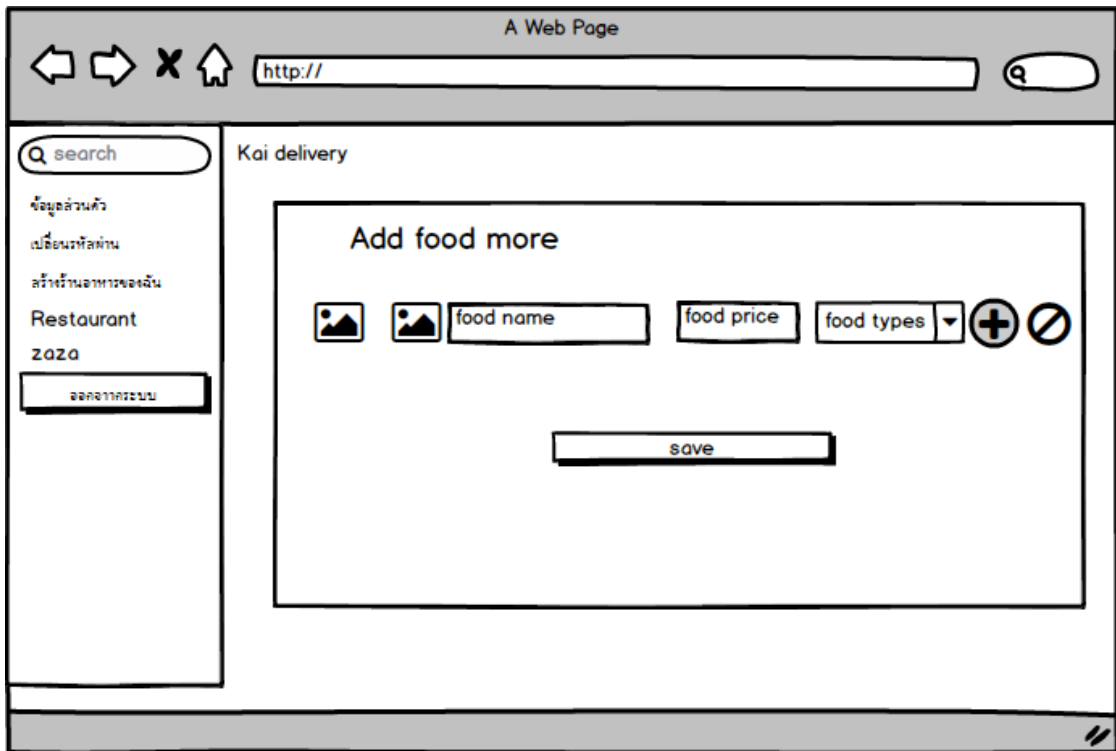 A Web Page
http://
search
ข้อมูลส่วนตัว
เปลี่ยนรหัสผ่าน
สร้างร้านอาหารของฉัน
Restaurant
zaza
ออกจากระบบ
Kai delivery
Add food more
food name
food price
food types
save